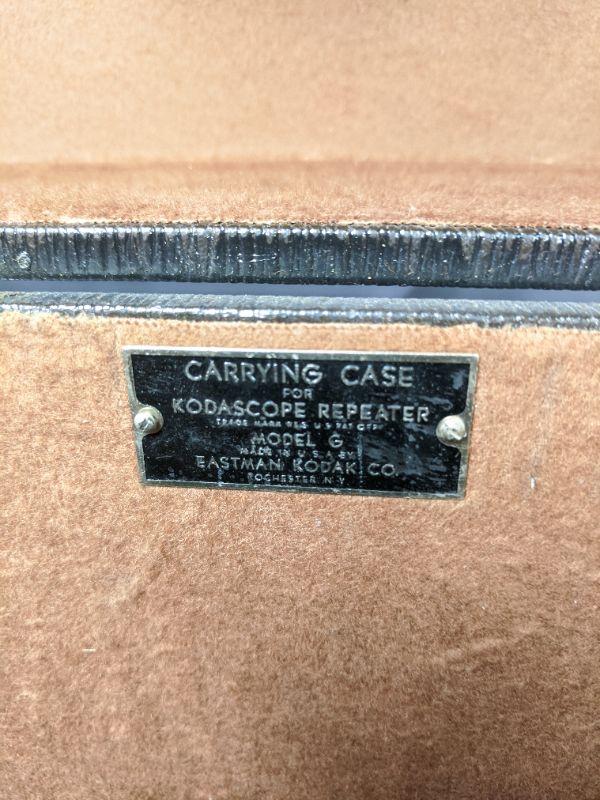 CARRYING CASE
FOR
KODASCOPE REPEATER
TRADE MARK REG. U.S. PAT. OFF.
MODEL G
MADE IN U.S.A. BY
EASTMAN KODAK CO.
ROCHESTER N.Y.